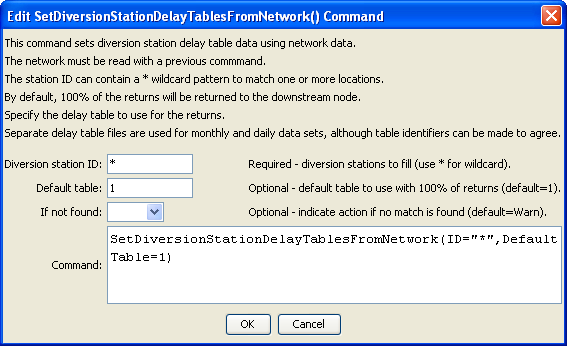 Edit SetDiversionStationDelayTablesFromNetwork() Command
This command sets diversion station delay table data using network data.
The network must be read with a previous commmand.
The station ID can contain a * wildcard pattern to match one or more locations.
By default, 100% of the returns will be returned to the downstream node.
Specify the delay table to use for the returns.
Separate delay table files are used for monthly and daily data sets, although table identifiers can be made to agree.
Diversion station ID: * Required - diversion stations to fill (use * for wildcard).
Default table: 1 Optional - default table to use with 100% of returns (default=1).
If not found: Optional - indicate action if no match is found (default=Warn).
Command: SetDiversionStationDelayTablesFromNetwork(ID="*",Default
Table=1)
OK Cancel